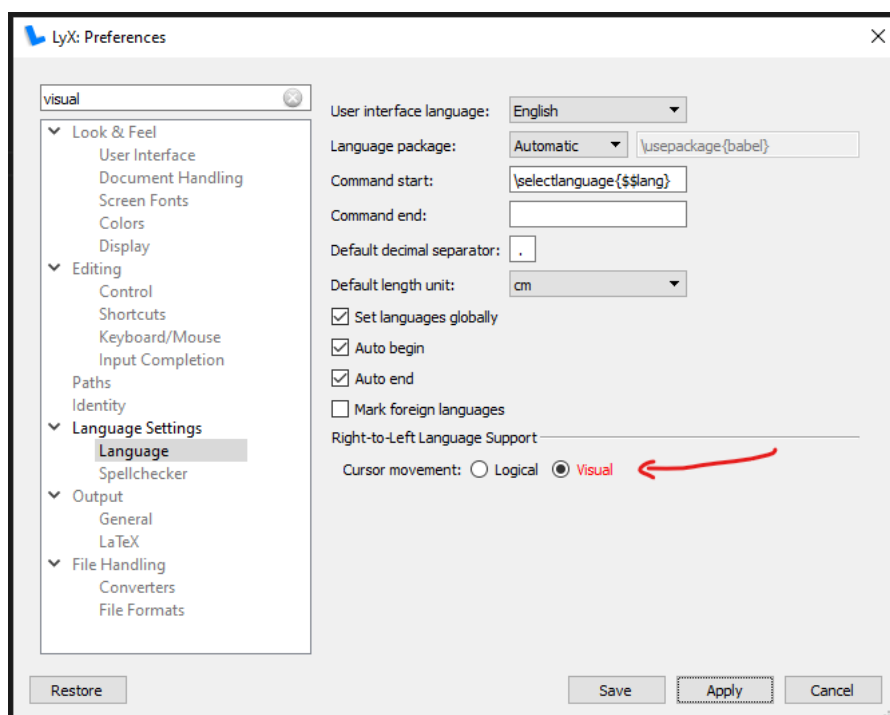 LyX: Preferences
visual
Look & Feel
User Interface
Document Handling
Screen Fonts
Colors
Display
Editing
Control
Shortcuts
Keyboard/Mouse
Input Completion
Paths
Identity
Language Settings
Language
Spellchecker
Output
General
LaTeX
File Handling
Converters
File Formats
User interface language: English
Language package: Automatic \usepackage{babel}
Command start: \selectlanguage{$$lang}
Command end:
Default decimal separator: .
Default length unit: cm
Set languages globally
Auto begin
Auto end
Mark foreign languages
Right-to-Left Language Support
Cursor movement: Logical Visual
Restore Save Apply Cancel